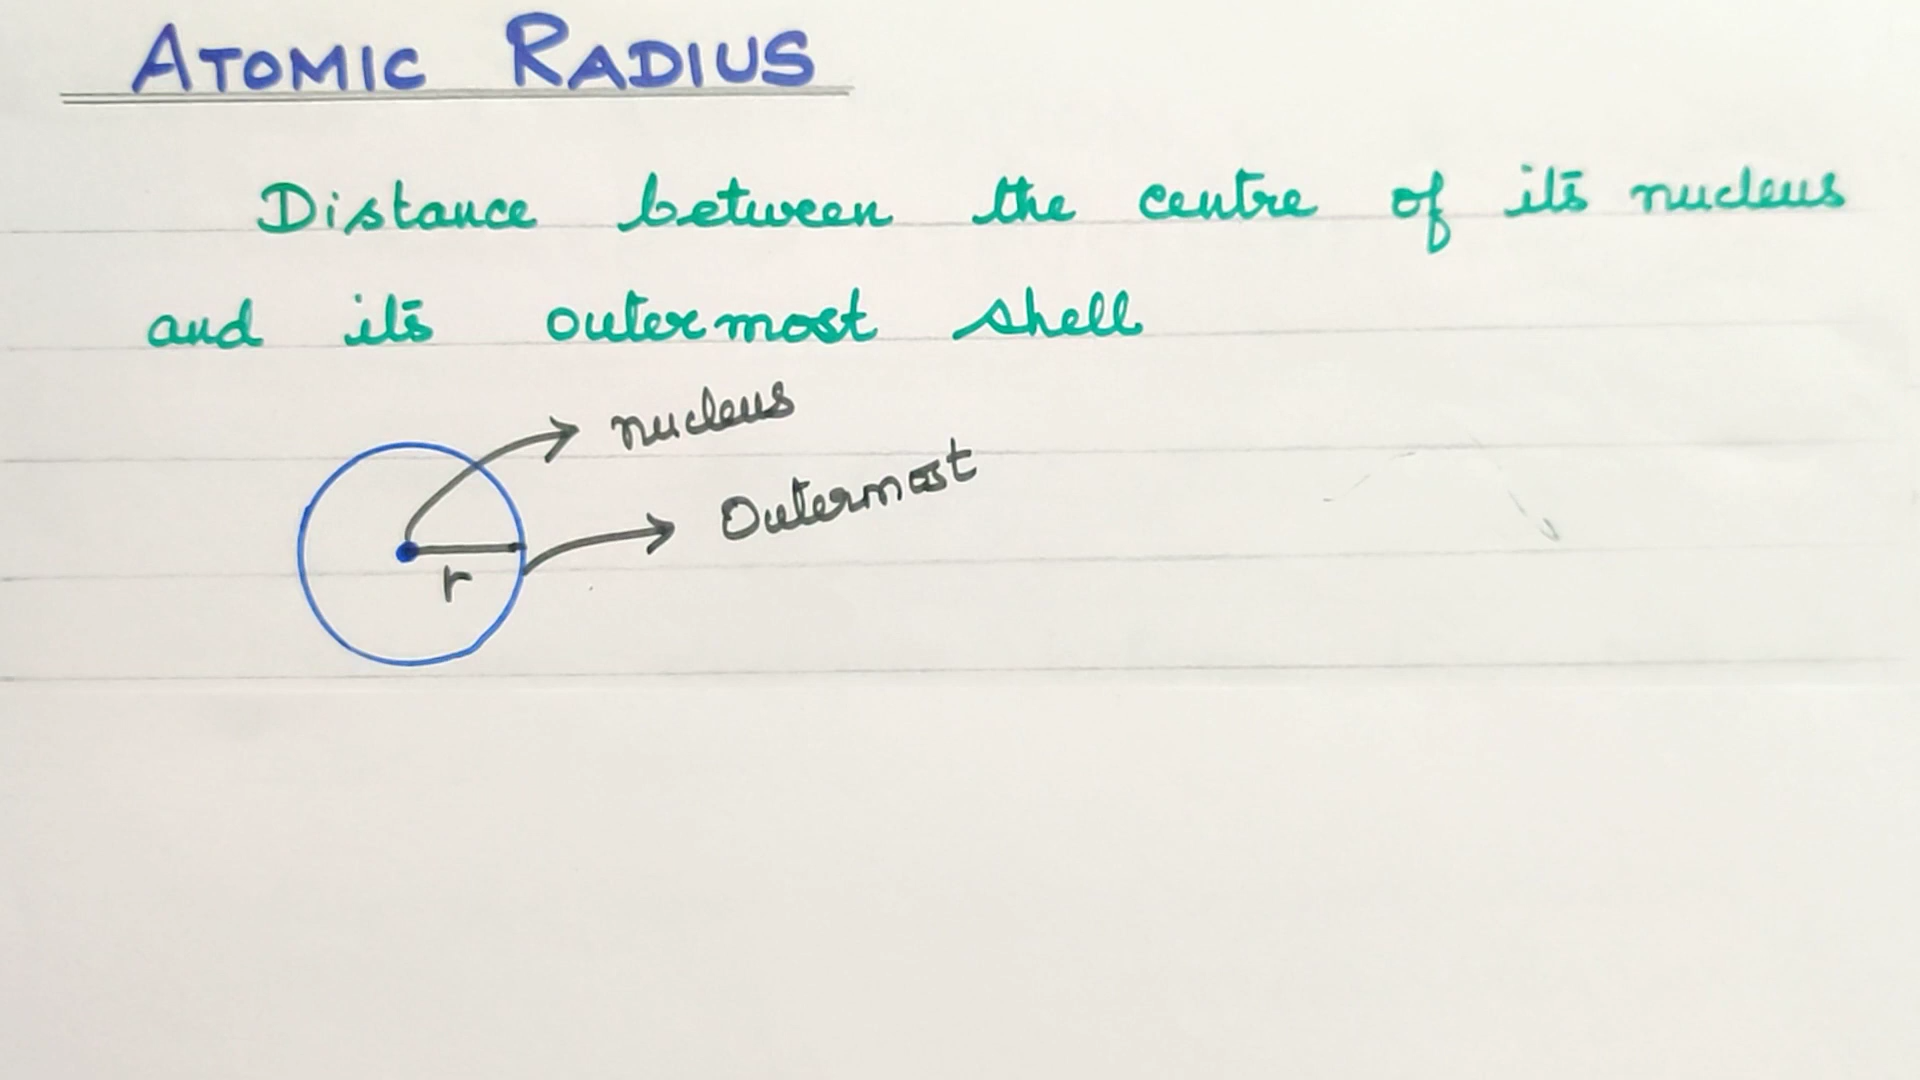 ATOMIC RADIUS
Distance between the centre of its nucleus
and its outermost shell
nucleus
Outermost
r